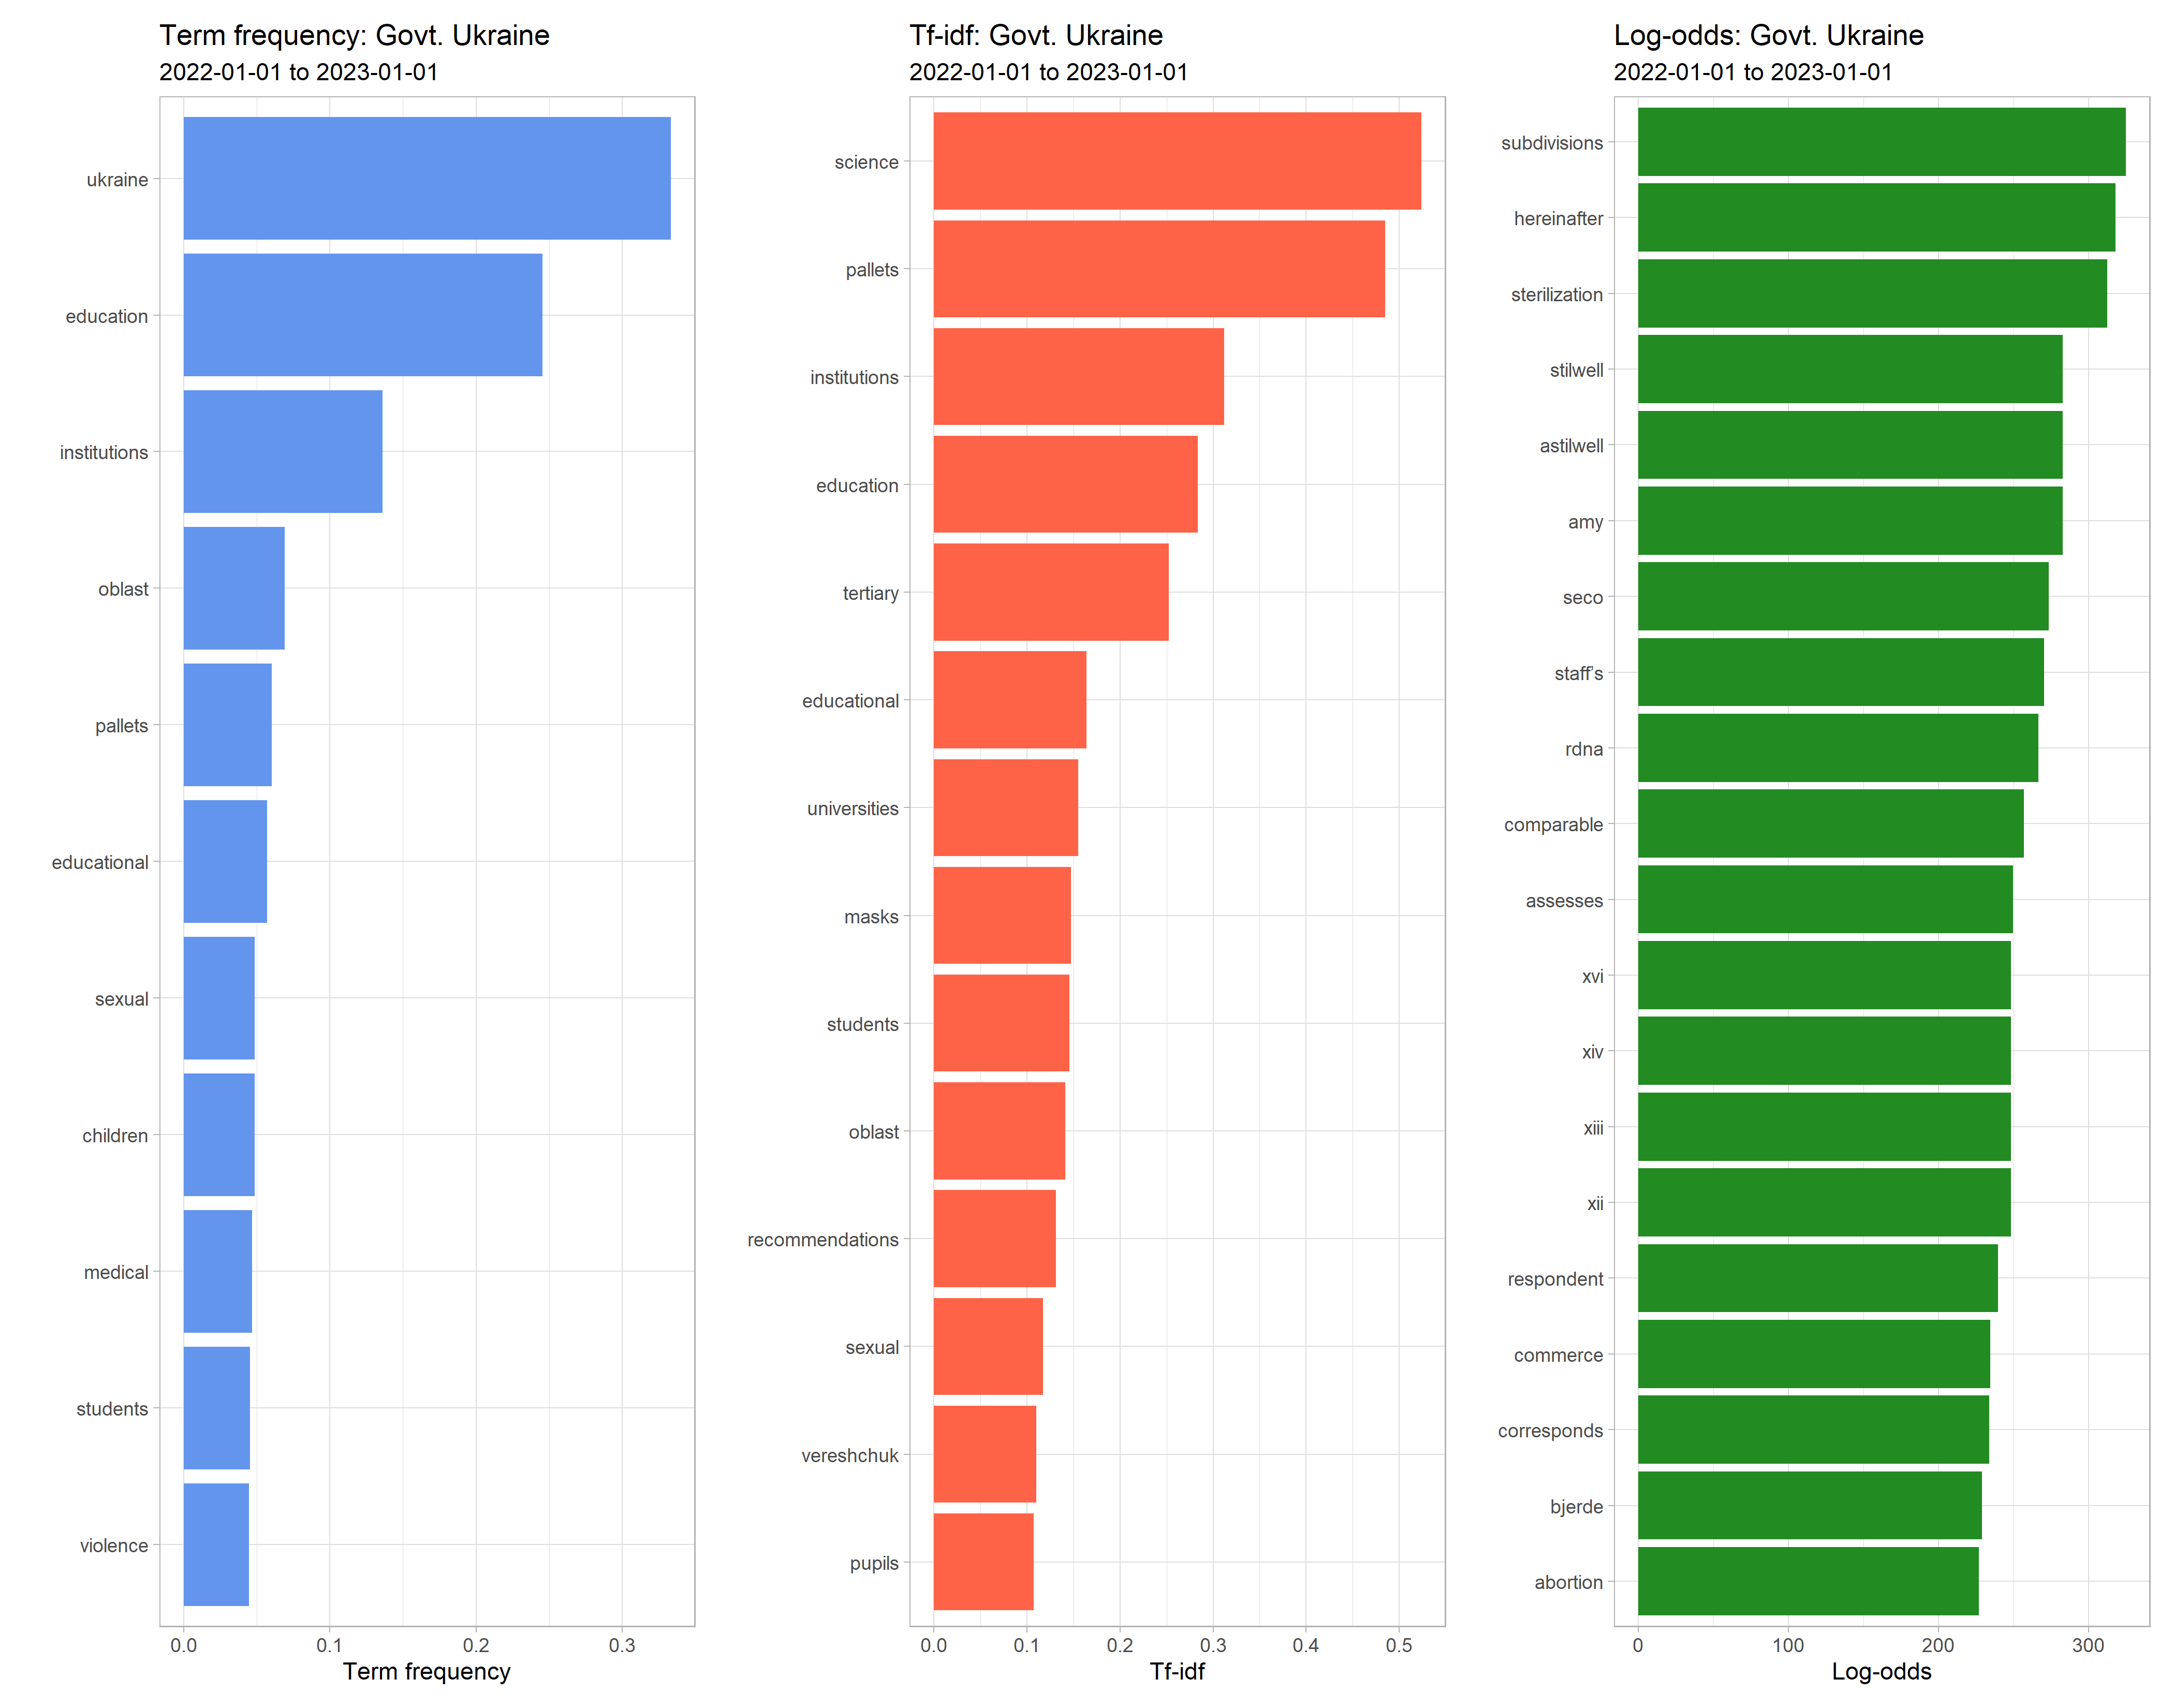 Term frequency: Govt. Ukraine
2022-01-01 to 2023-01-01
ukraine
education
institutions
oblast
pallets
educational
sexual
children
medical
students
violence
0.0 0.1 0.2 0.3
Term frequency
Tf-idf: Govt. Ukraine
2022-01-01 to 2023-01-01
science
pallets
institutions
education
tertiary
educational
universities
masks
students
oblast
recommendations
sexual
vereshchuk
pupils
0.0 0.1 0.2 0.3 0.4 0.5
Tf-idf
Log-odds: Govt. Ukraine
2022-01-01 to 2023-01-01
subdivisions
hereinafter
sterilization
stilwell
astilwell
amy
seco
staff's
rdna
comparable
assesses
xvi
xiv
xiii
xii
respondent
commerce
corresponds
bjerde
abortion
0 100 200 300
Log-odds